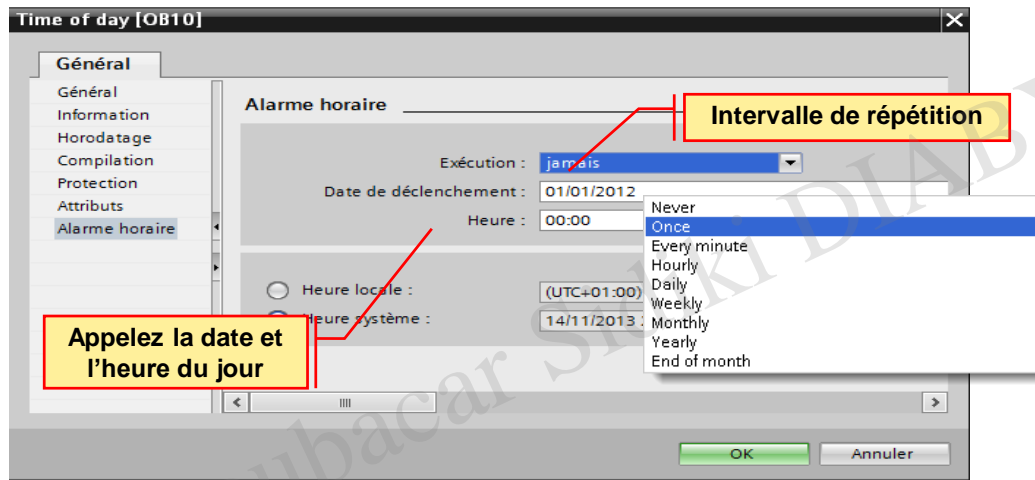 Time of day [OB10]
Général
Général
Information
Horodatage
Compilation
Protection
Attributs
Alarme horaire
Alarme horaire
Intervalle de répétition
Exécution : jamais
Date de déclenchement : 01/01/2012
Heure : 00:00
Never
Once
Every minute
Hourly
Daily
Weekly
Monthly
Yearly
End of month
Heure locale : (UTC+01:00)
Heure système : 14/11/2013
Appelez la date et
l'heure du jour
OK
Annuler
ubacar Sidiki DIABY